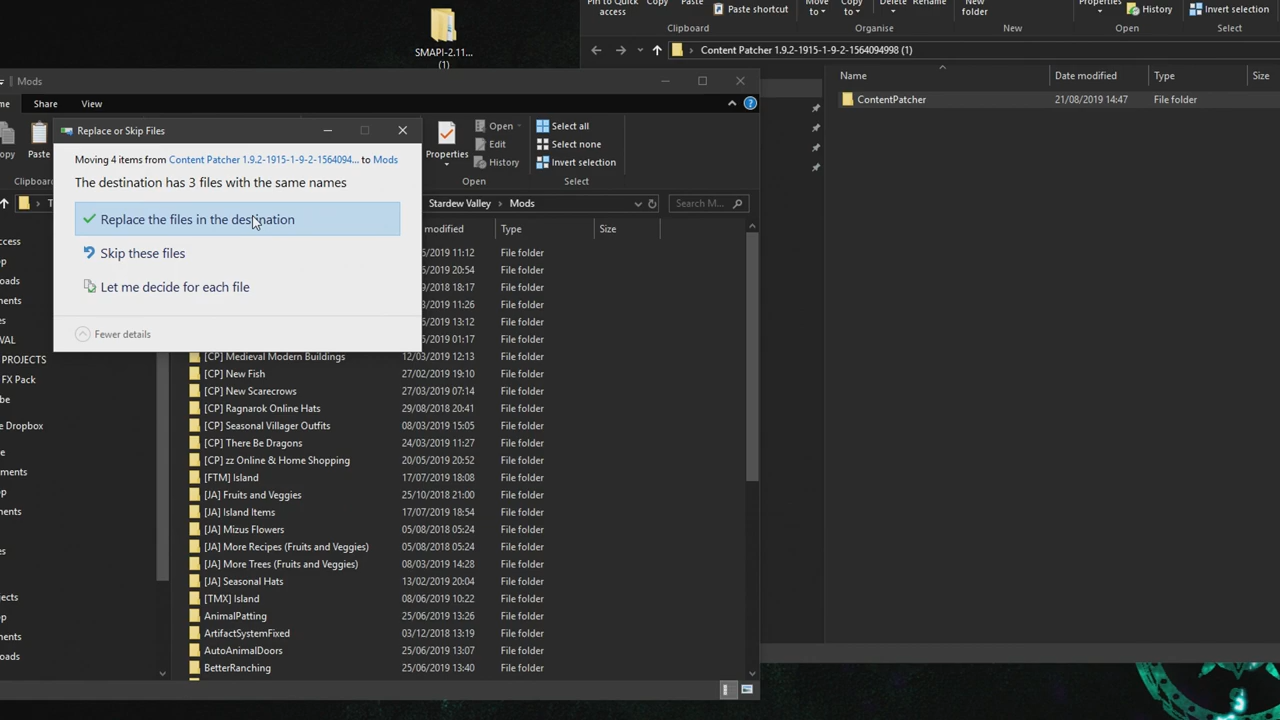 Pin to Quick
access
Copy
Paste
Paste shortcut
Move
to
Copy
to
Delete
Rename
New
folder
Properties
History
Invert selection
Clipboard
Organise
New
Open
Select
SMAPI-2.11...
(1)
Content Patcher 1.9.2-1915-1-9-2-1564094998 (1)
Name
Date modified
Type
Size
ContentPatcher
21/08/2019 14:47
File folder
Mods
Share
View
Replace or Skip Files
Moving 4 items from Content Patcher 1.9.2-1915-1-9-2-1564094... to Mods
The destination has 3 files with the same names
Replace the files in the destination
Skip these files
Let me decide for each file
Fewer details
Paste
Properties
Open
Edit
History
Select all
Select none
Invert selection
Open
Select
Stardew Valley > Mods
Search M...
modified
Type
Size
File folder
File folder
/2018 18:17 File folder
File folder
File folder
File folder
[CP] Medieval Modern Buildings 12/03/2019 12:13 File folder
[CP] New Fish 27/02/2019 19:10 File folder
[CP] New Scarecrows 27/03/2019 07:14 File folder
[CP] Ragnarok Online Hats 29/08/2018 20:41 File folder
[CP] Seasonal Villager Outfits 08/03/2019 15:05 File folder
[CP] There Be Dragons 24/03/2019 11:27 File folder
[CP] zz Online & Home Shopping 20/05/2019 20:52 File folder
[FTM] Island 17/07/2019 18:08 File folder
[JA] Fruits and Veggies 25/10/2018 21:00 File folder
[JA] Island Items 17/07/2019 18:54 File folder
[JA] Mizus Flowers 05/08/2018 05:24 File folder
[JA] More Recipes (Fruits and Veggies) 05/08/2018 05:24 File folder
[JA] More Trees (Fruits and Veggies) 08/03/2019 14:28 File folder
[JA] Seasonal Hats 13/02/2019 20:04 File folder
[TMX] Island 08/06/2019 10:22 File folder
AnimalPatting 25/06/2019 13:26 File folder
ArtifactSystemFixed 03/12/2018 13:19 File folder
AutoAnimalDoors 25/06/2019 13:07 File folder
BetterRanching 25/06/2019 13:40 File folder
PROJECTS
FX Pack
Dropbox